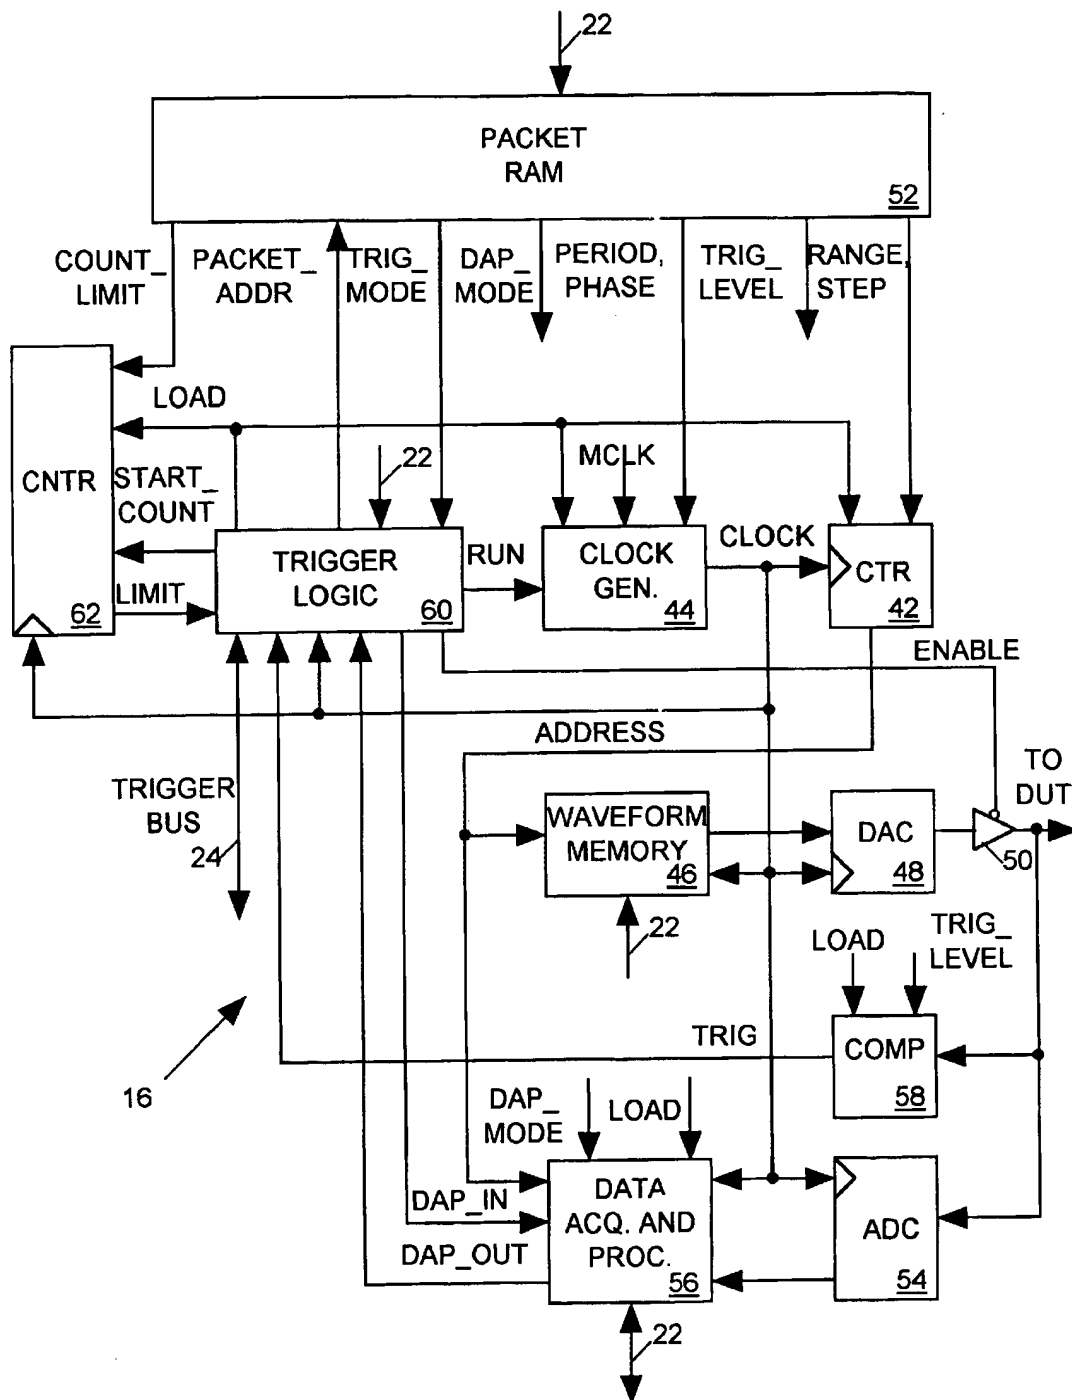 22
PACKET
RAM
52
COUNT_
LIMIT
PACKET_
ADDR
TRIG_
MODE
DAP_
MODE
PERIOD,
PHASE
TRIG_
LEVEL
RANGE,
STEP
LOAD
CNTR
62
START_
COUNT
LIMIT
22
TRIGGER
LOGIC
60
RUN
MCLK
CLOCK
GEN.
44
CLOCK
CTR
42
ENABLE
ADDRESS
TRIGGER
BUS
24
WAVEFORM
MEMORY
46
22
DAC
48
50
TO
DUT
LOAD
TRIG_
LEVEL
TRIG
COMP
58
16
DAP_
MODE
LOAD
DAP_IN
DAP_OUT
DATA
ACQ. AND
PROC.
56
ADC
54
22